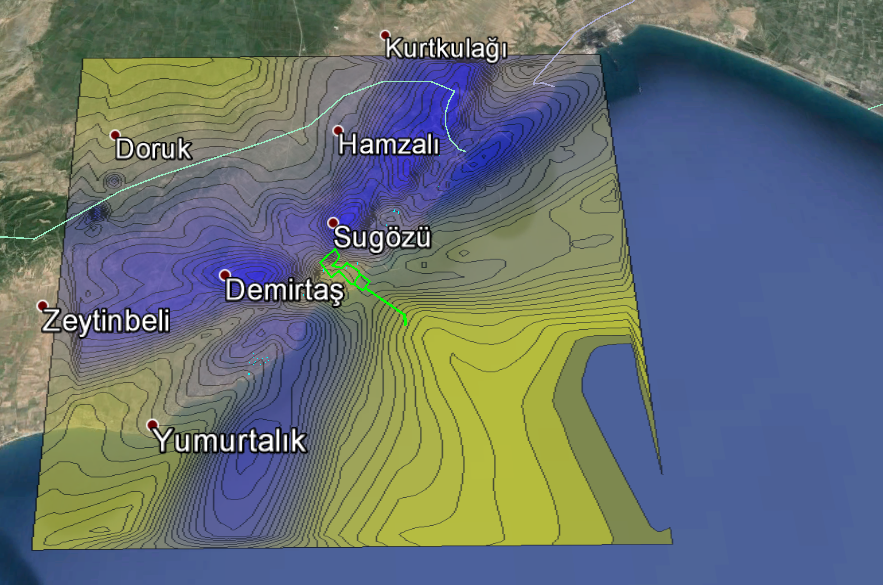 Kurtkulağı
Doruk
Hamzalı
Sugözü
Demirtaş
Zeytinbeli
Yumurtalık